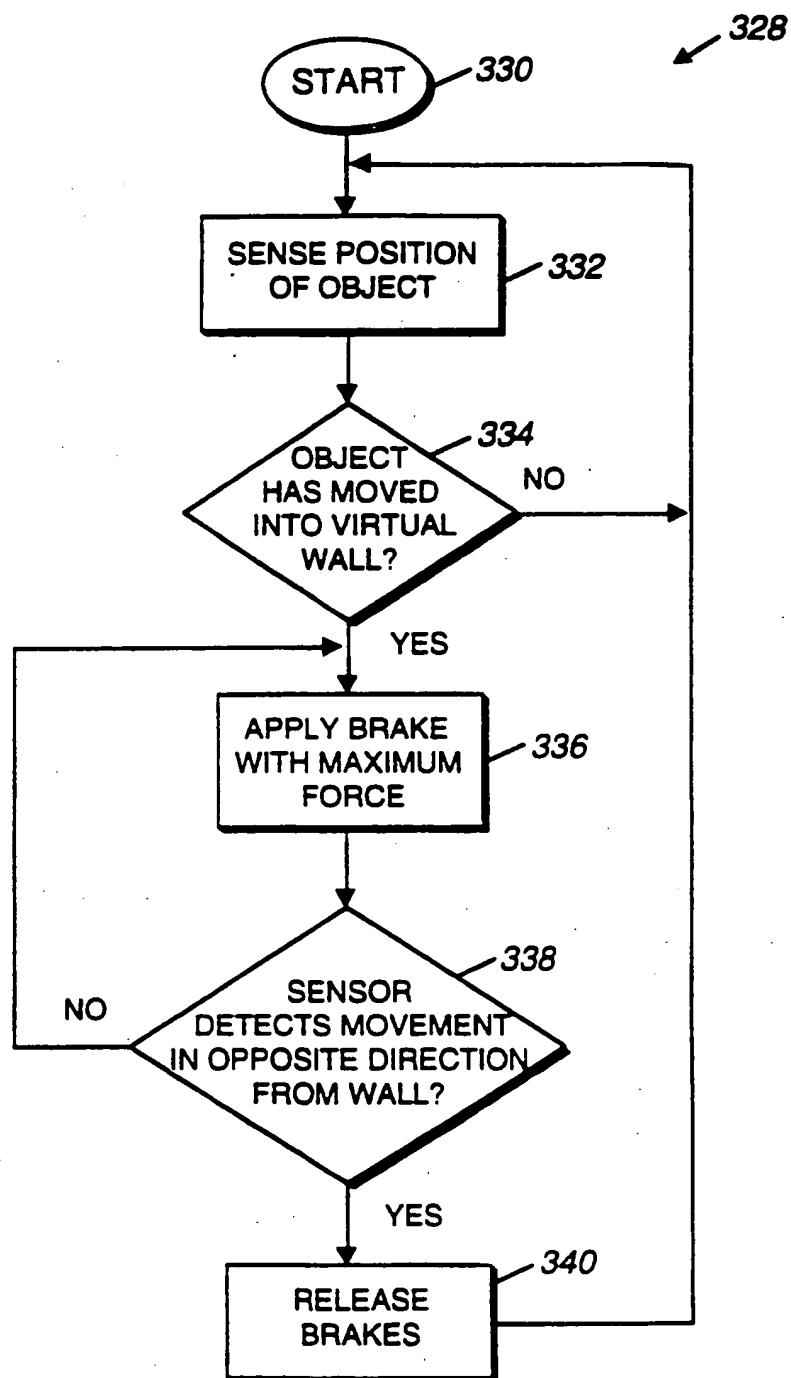 328
START
330
SENSE POSITION
OF OBJECT
332
334
OBJECT
HAS MOVED
INTO VIRTUAL
WALL?
NO
YES
APPLY BRAKE
WITH MAXIMUM
FORCE
336
338
SENSOR
DETECTS MOVEMENT
IN OPPOSITE DIRECTION
FROM WALL?
NO
YES
340
RELEASE
BRAKES